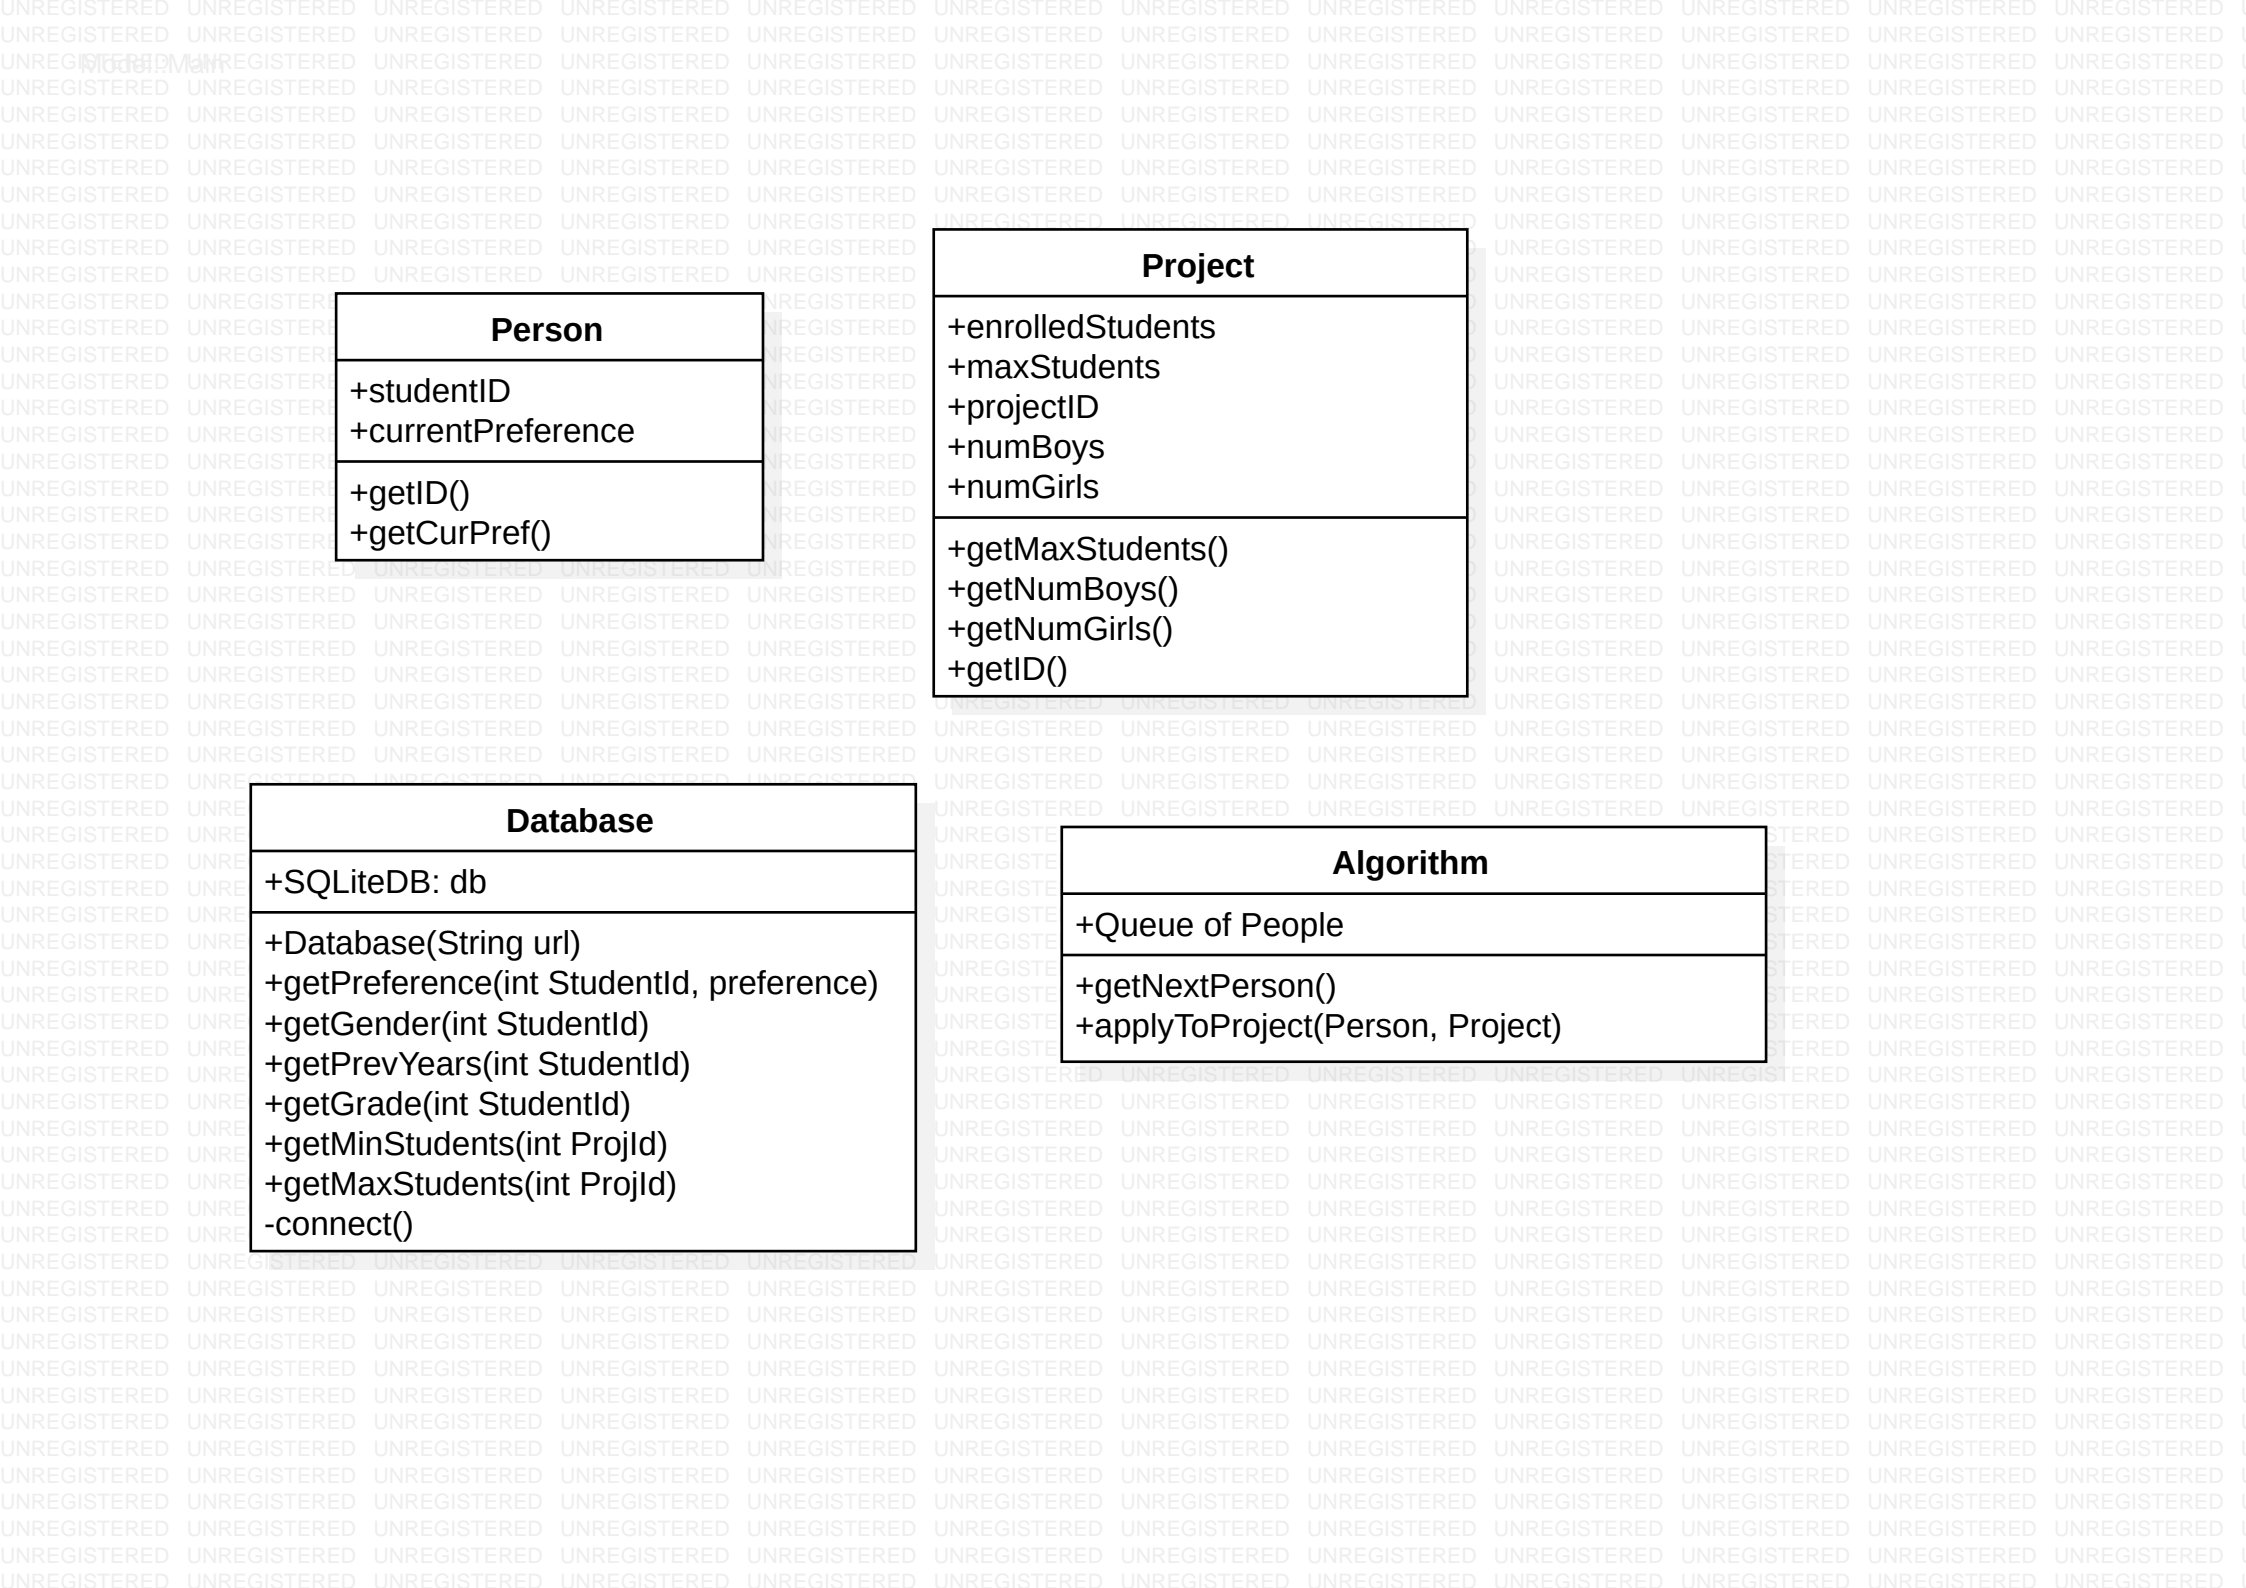 Model::Main
Person
+studentID
+currentPreference
+getID()
+getCurPref()
Project
+enrolledStudents
+maxStudents
+projectID
+numBoys
+numGirls
+getMaxStudents()
+getNumBoys()
+getNumGirls()
+getID()
Database
+SQLiteDB: db
+Database(String url)
+getPreference(int StudentId, preference)
+getGender(int StudentId)
+getPrevYears(int StudentId)
+getGrade(int StudentId)
+getMinStudents(int ProjId)
+getMaxStudents(int ProjId)
-connect()
Algorithm
+Queue of People
+getNextPerson()
+applyToProject(Person, Project)
UNREGISTERED